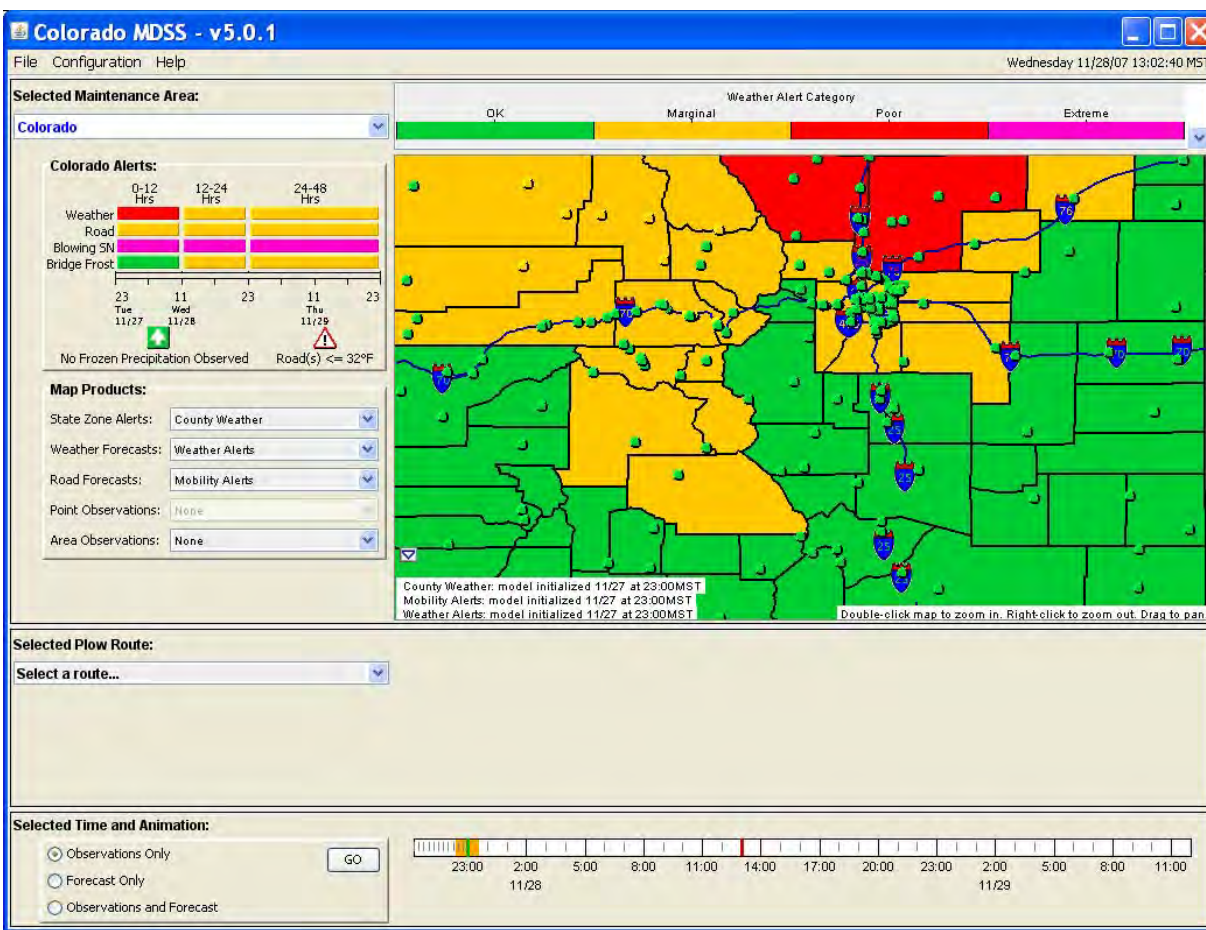 Colorado MDSS - v5.0.1
File Configuration Help
Wednesday 11/28/07 13:02:40 MST
Selected Maintenance Area:
Colorado
Weather Alert Category
OK Marginal Poor Extreme
Colorado Alerts:
0-12 Hrs 12-24 Hrs 24-48 Hrs
Weather
Road
Blowing SN
Bridge Frost
23 11 23 11 23
Tue Wed Thu
11/27 11/28 11/29
No Frozen Precipitation Observed Road(s) <= 32°F
Map Products:
State Zone Alerts: County Weather
Weather Forecasts: Weather Alerts
Road Forecasts: Mobility Alerts
Point Observations: None
Area Observations: None
76
70
70
70
25
25
25
County Weather: model initialized 11/27 at 23:00MST
Mobility Alerts: model initialized 11/27 at 23:00MST
Weather Alerts: model initialized 11/27 at 23:00MST
Double-click map to zoom in. Right-click to zoom out. Drag to pan.
Selected Plow Route:
Select a route...
Selected Time and Animation:
Observations Only
GO
Forecast Only
Observations and Forecast
23:00 2:00 5:00 8:00 11:00 14:00 17:00 20:00 23:00 2:00 5:00 8:00 11:00
11/28 11/29